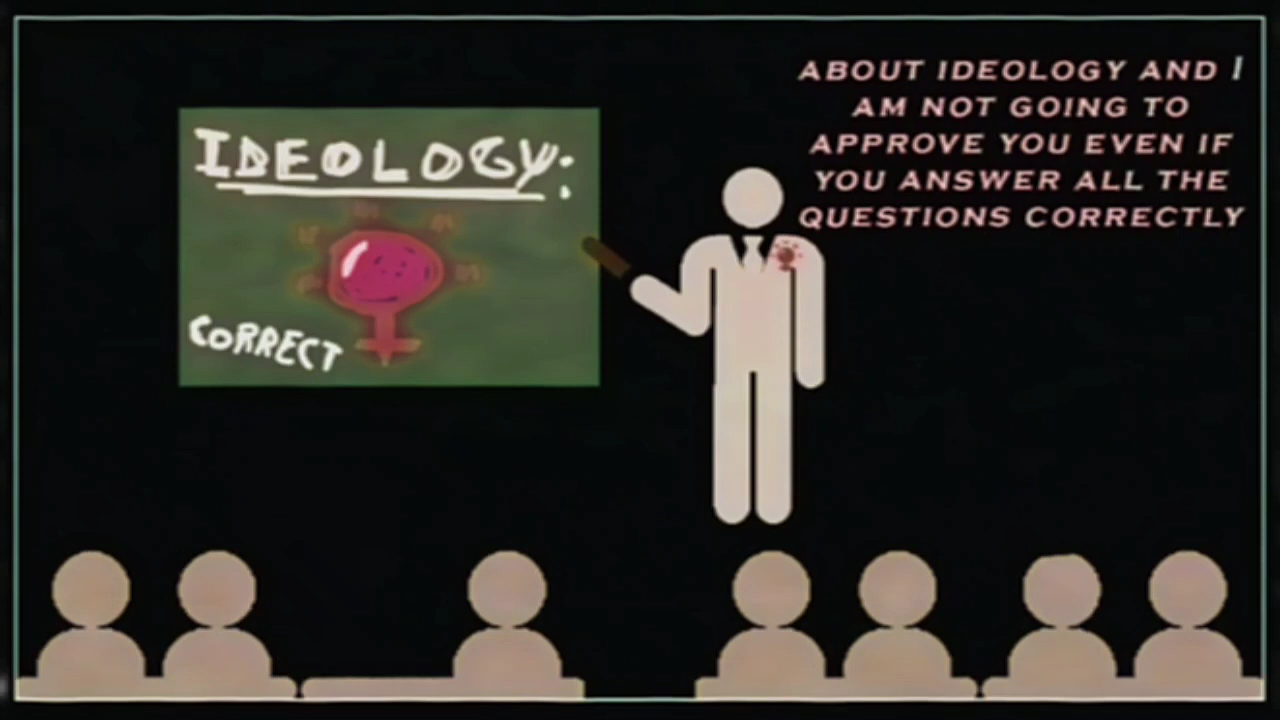 IDEOLOGY:
CORRECT
ABOUT IDEOLOGY AND I
AM NOT GOING TO
APPROVE YOU EVEN IF
YOU ANSWER ALL THE
QUESTIONS CORRECTLY